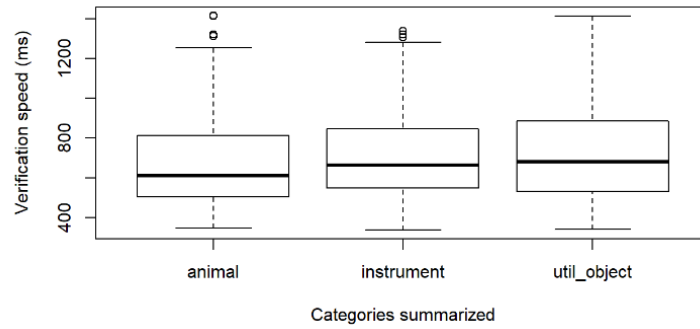 Verification speed (ms)
1200
800
400
animal instrument util_object
Categories summarized